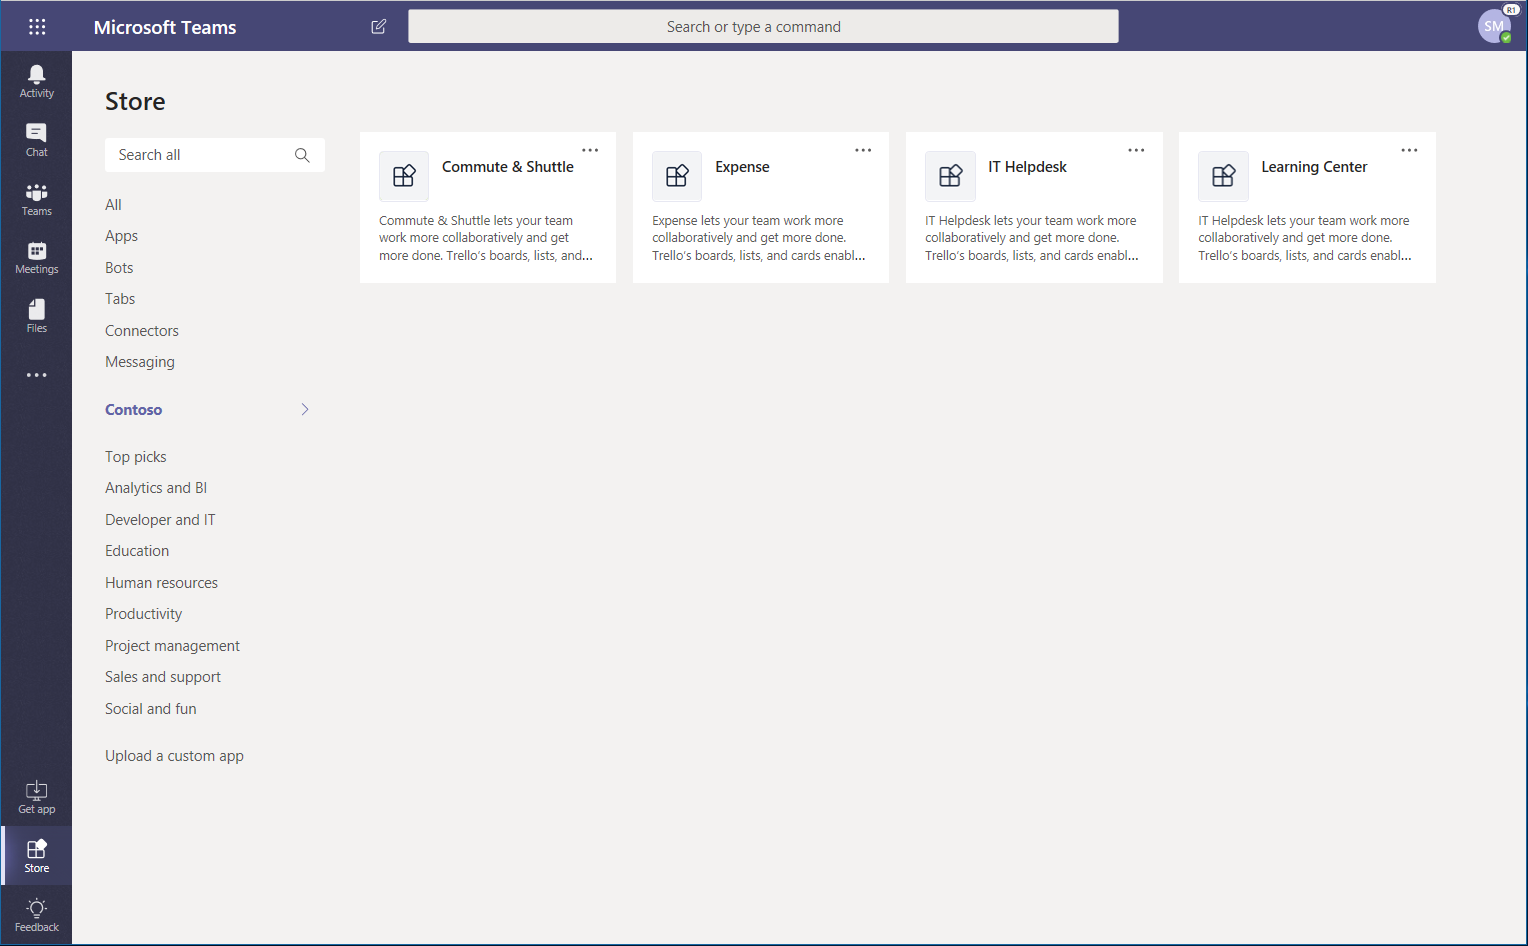 Microsoft Teams
Search or type a command
R1
SM
Activity
Chat
Teams
Meetings
Files
Get app
Store
Feedback
Store
Search all
All
Apps
Bots
Tabs
Connectors
Messaging
Contoso
Top picks
Analytics and BI
Developer and IT
Education
Human resources
Productivity
Project management
Sales and support
Social and fun
Upload a custom app
Commute & Shuttle
Commute & Shuttle lets your team
work more collaboratively and get
more done. Trello's boards, lists, and...
Expense
Expense lets your team work more
collaboratively and get more done.
Trello's boards, lists, and cards enabl...
IT Helpdesk
IT Helpdesk lets your team work more
collaboratively and get more done.
Trello's boards, lists, and cards enabl...
Learning Center
IT Helpdesk lets your team work more
collaboratively and get more done.
Trello's boards, lists, and cards enabl...